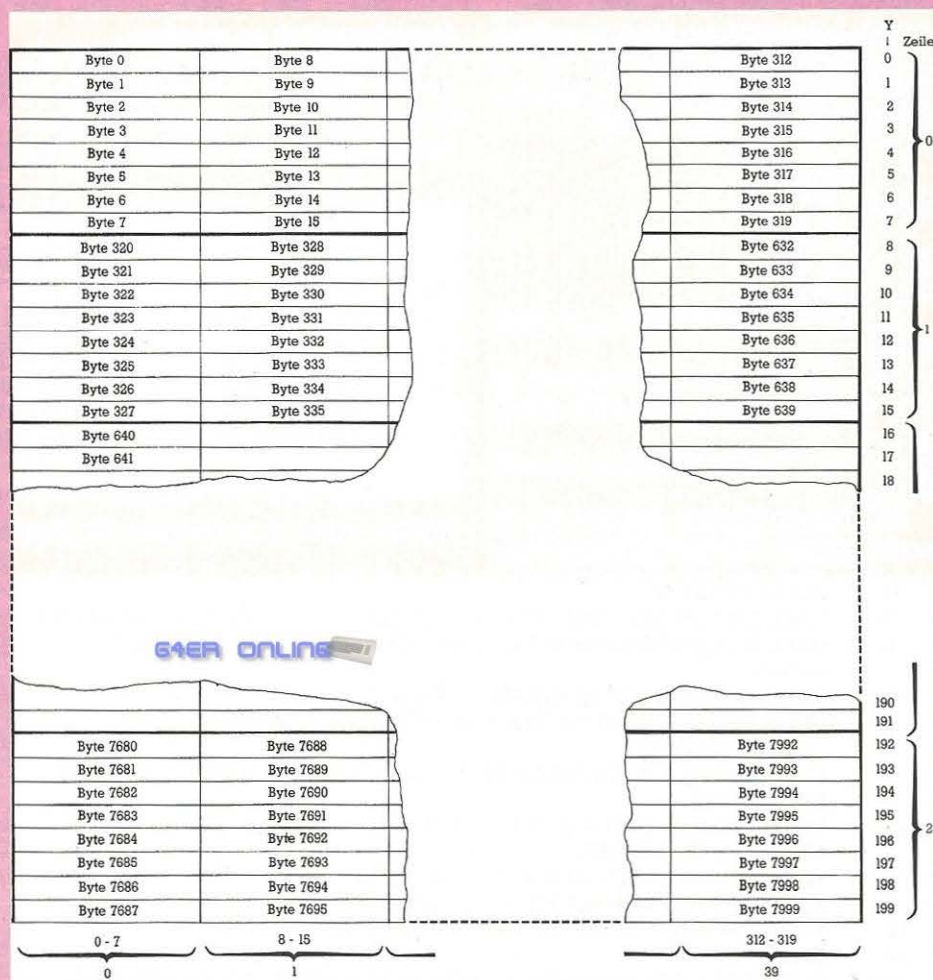 Y
↓ Zeile
Byte 0 Byte 8 Byte 312 0
Byte 1 Byte 9 Byte 313 1
Byte 2 Byte 10 Byte 314 2
Byte 3 Byte 11 Byte 315 3
0
Byte 4 Byte 12 Byte 316 4
Byte 5 Byte 13 Byte 317 5
Byte 6 Byte 14 Byte 318 6
Byte 7 Byte 15 Byte 319 7
Byte 320 Byte 328 Byte 632 8
Byte 321 Byte 329 Byte 633 9
Byte 322 Byte 330 Byte 634 10
Byte 323 Byte 331 Byte 635 11
1
Byte 324 Byte 332 Byte 636 12
Byte 325 Byte 333 Byte 637 13
Byte 326 Byte 334 Byte 638 14
Byte 327 Byte 335 Byte 639 15
Byte 640 16
Byte 641 17
18
64ER ONLINE
190
191
Byte 7680 Byte 7688 Byte 7992 192
Byte 7681 Byte 7689 Byte 7993 193
Byte 7682 Byte 7690 Byte 7994 194
Byte 7683 Byte 7691 Byte 7995 195
2
Byte 7684 Byte 7692 Byte 7996 196
Byte 7685 Byte 7693 Byte 7997 197
Byte 7686 Byte 7694 Byte 7998 198
Byte 7687 Byte 7695 Byte 7999 199
0 - 7 8 - 15 312 - 319
0 1 39